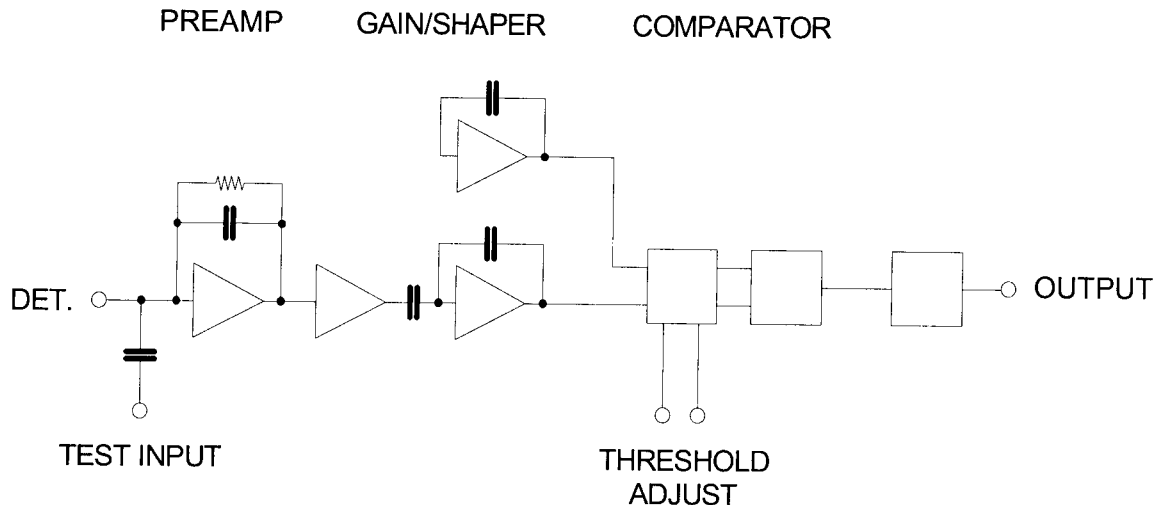 PREAMP
GAIN/SHAPER
COMPARATOR
DET.
OUTPUT
TEST INPUT
THRESHOLD
ADJUST